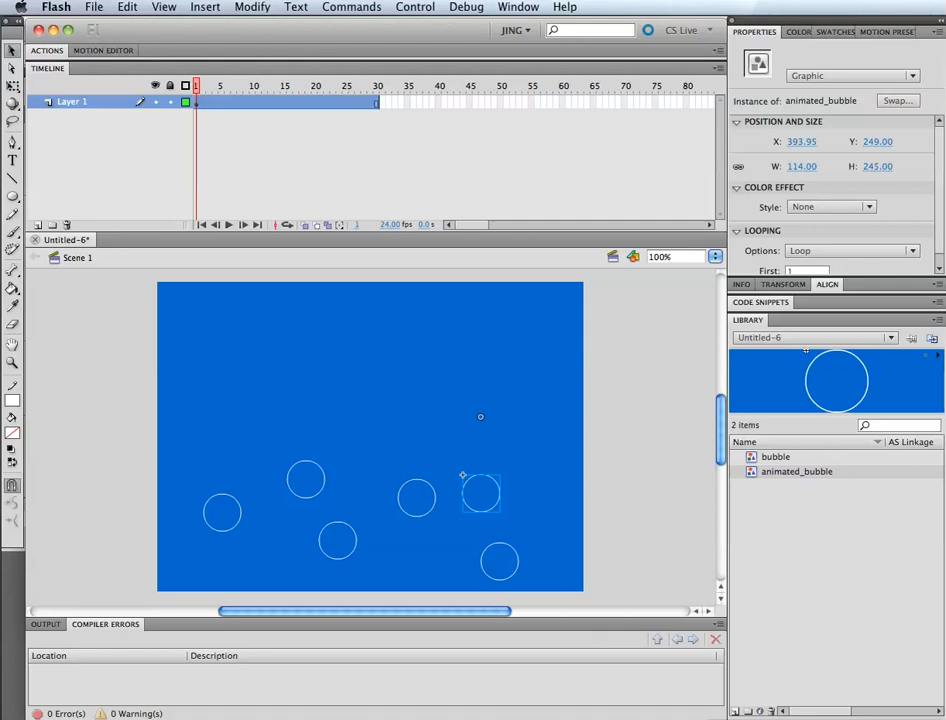 Flash File Edit View Insert Modify Text Commands Control Debug Window Help
JING CS Live
ACTIONS MOTION EDITOR
TIMELINE
1 5 10 15 20 25 30 35 40 45 50 55 60 65 70 75 80
Layer 1
1 24.00 fps 0.0 s
Untitled-6*
Scene 1 100%
OUTPUT COMPILER ERRORS
Location Description
0 Error(s) 0 Warning(s)
PROPERTIES COLOR SWATCHES MOTION PRESE
Graphic
Instance of: animated_bubble Swap...
POSITION AND SIZE
X: 393.95 Y: 249.00
W: 114.00 H: 245.00
COLOR EFFECT
Style: None
LOOPING
Options: Loop
First: 1
INFO TRANSFORM ALIGN
CODE SNIPPETS
LIBRARY
Untitled-6
2 items
Name AS Linkage
bubble
animated_bubble